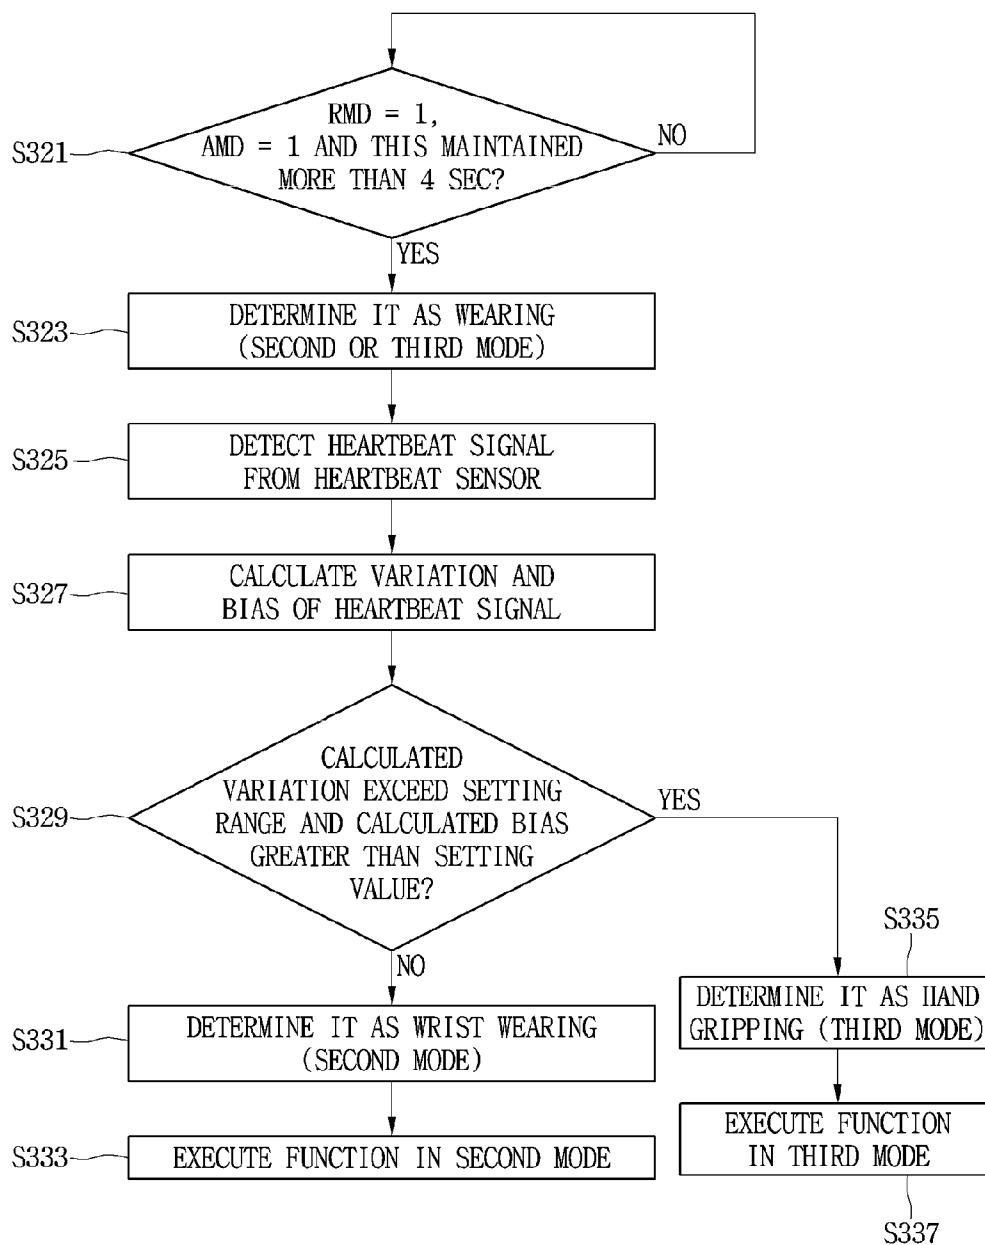 RMD = 1,
AMD = 1 AND THIS MAINTAINED
MORE THAN 4 SEC?
S321
NO
YES
S323
DETERMINE IT AS WEARING
(SECOND OR THIRD MODE)
S325
DETECT HEARTBEAT SIGNAL
FROM HEARTBEAT SENSOR
S327
CALCULATE VARIATION AND
BIAS OF HEARTBEAT SIGNAL
S329
CALCULATED
VARIATION EXCEED SETTING
RANGE AND CALCULATED BIAS
GREATER THAN SETTING
VALUE?
YES
NO
S331
DETERMINE IT AS WRIST WEARING
(SECOND MODE)
S333
EXECUTE FUNCTION IN SECOND MODE
S335
DETERMINE IT AS HAND
GRIPPING (THIRD MODE)
EXECUTE FUNCTION
IN THIRD MODE
S337